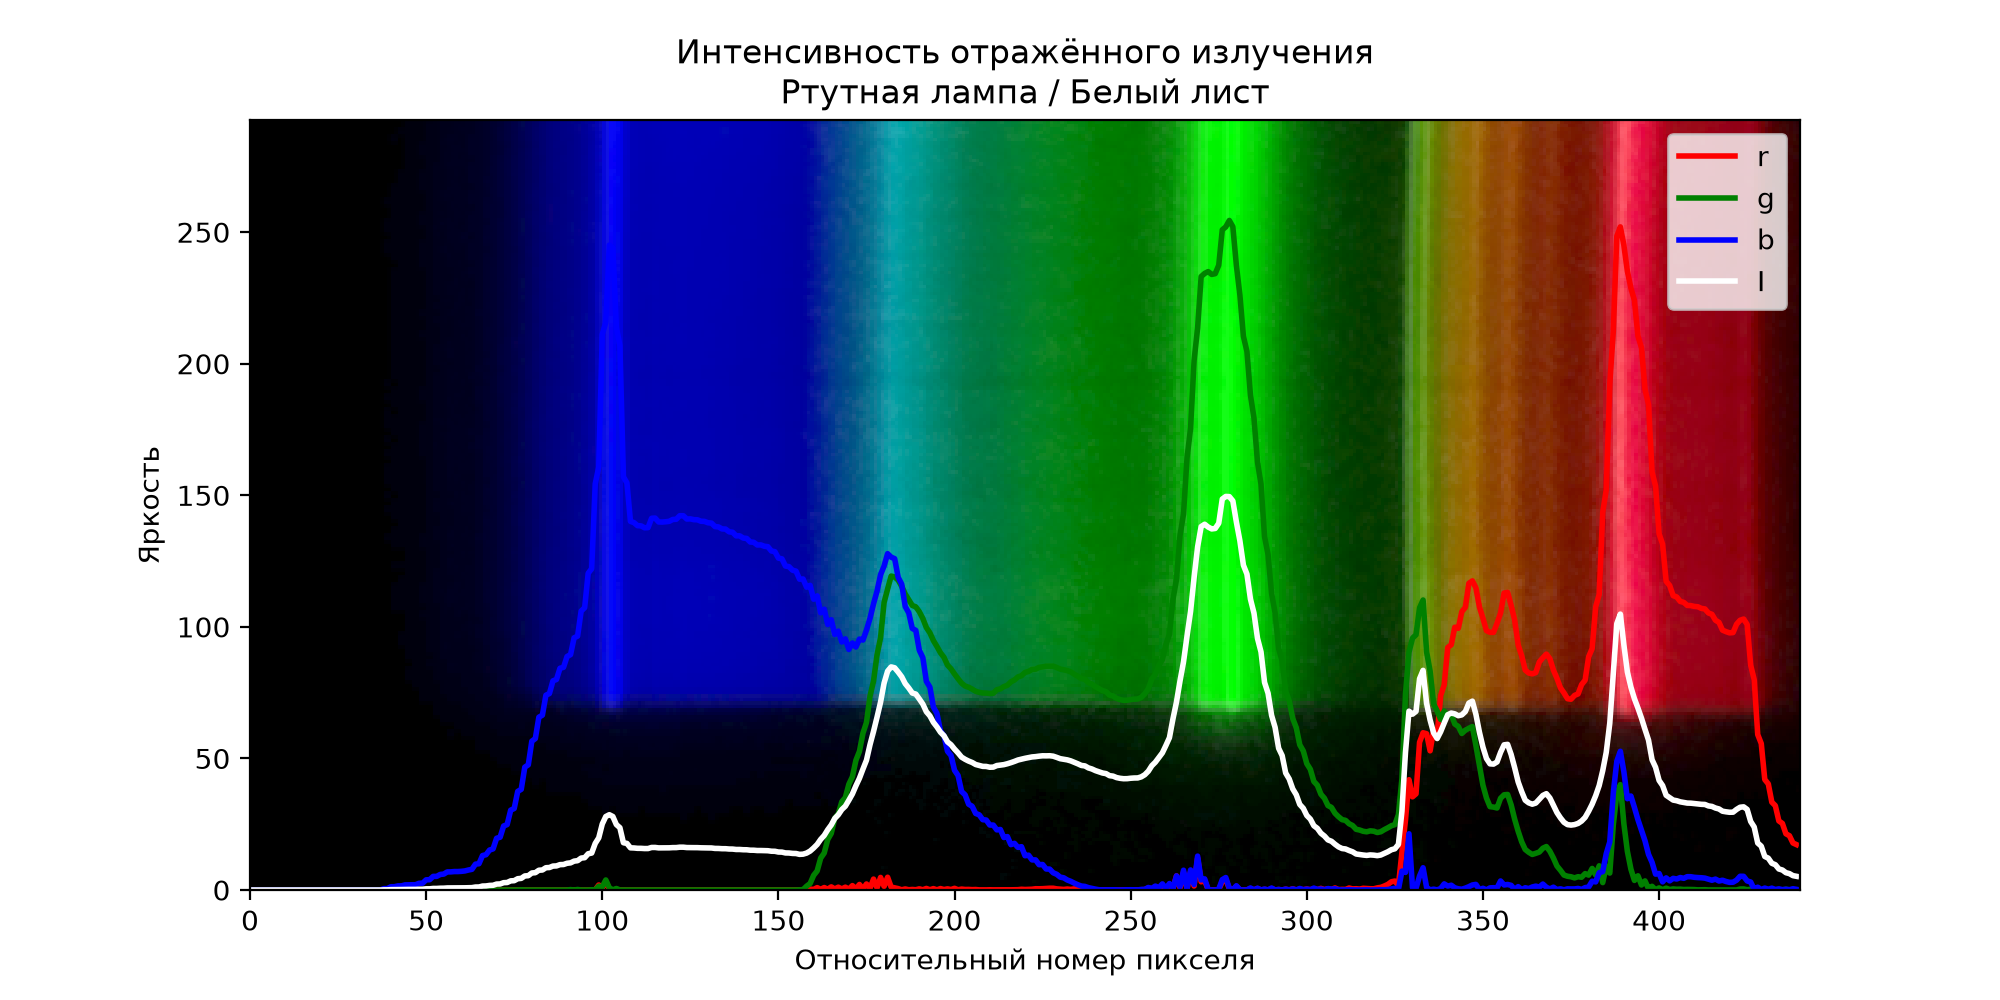 Интенсивность отражённого излучения
Ртутная лампа / Белый лист
r
g
b
l
250
200
150
100
50
0
Яркость
0 50 100 150 200 250 300 350 400
Относительный номер пикселя